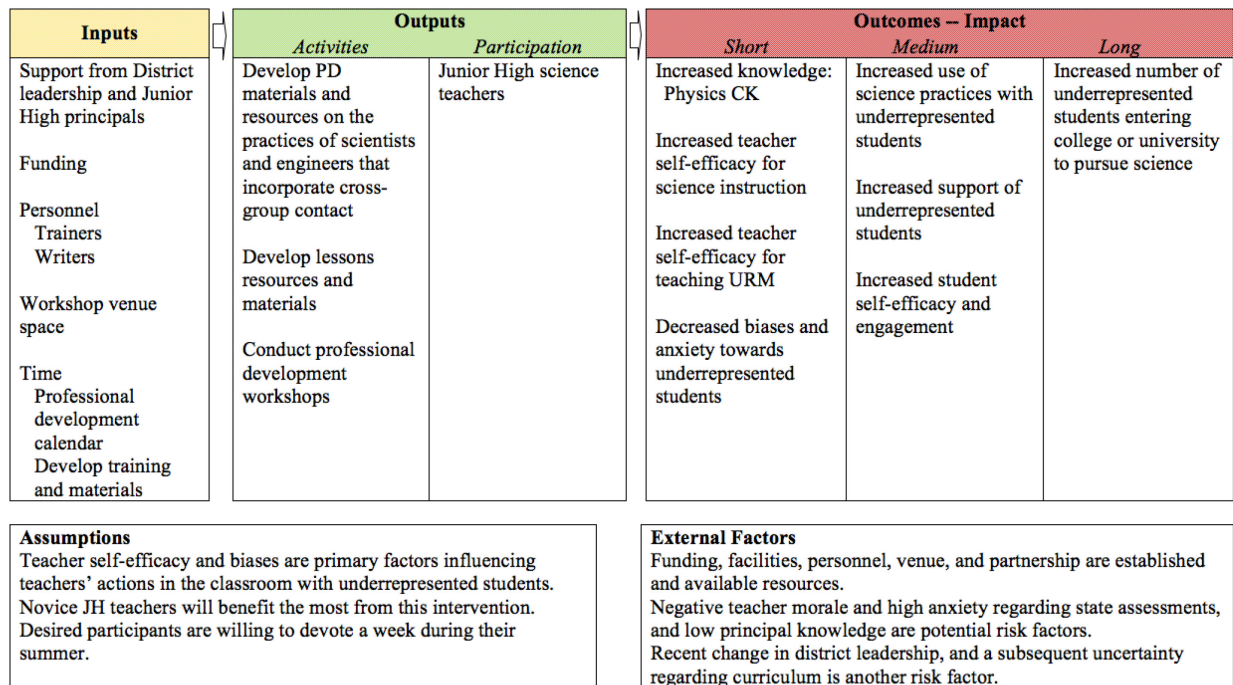 Inputs
Support from District
leadership and Junior
High principals
Funding
Personnel
Trainers
Writers
Workshop venue
space
Time
Professional
development
calendar
Develop training
and materials
Outputs
Activities
Participation
Develop PD
materials and
resources on the
practices of scientists
and engineers that
incorporate cross-
group contact
Develop lessons
resources and
materials
Conduct professional
development
workshops
Junior High science
teachers
Outcomes -- Impact
Short
Medium
Long
Increased knowledge:
Physics CK
Increased teacher
self-efficacy for
science instruction
Increased teacher
self-efficacy for
teaching URM
Decreased biases and
anxiety towards
underrepresented
students
Increased use of
science practices with
underrepresented
students
Increased support of
underrepresented
students
Increased student
self-efficacy and
engagement
Increased number of
underrepresented
students entering
college or university
to pursue science
Assumptions
Teacher self-efficacy and biases are primary factors influencing
teachers' actions in the classroom with underrepresented students.
Novice JH teachers will benefit the most from this intervention.
Desired participants are willing to devote a week during their
summer.
External Factors
Funding, facilities, personnel, venue, and partnership are established
and available resources.
Negative teacher morale and high anxiety regarding state assessments,
and low principal knowledge are potential risk factors.
Recent change in district leadership, and a subsequent uncertainty
regarding curriculum is another risk factor.